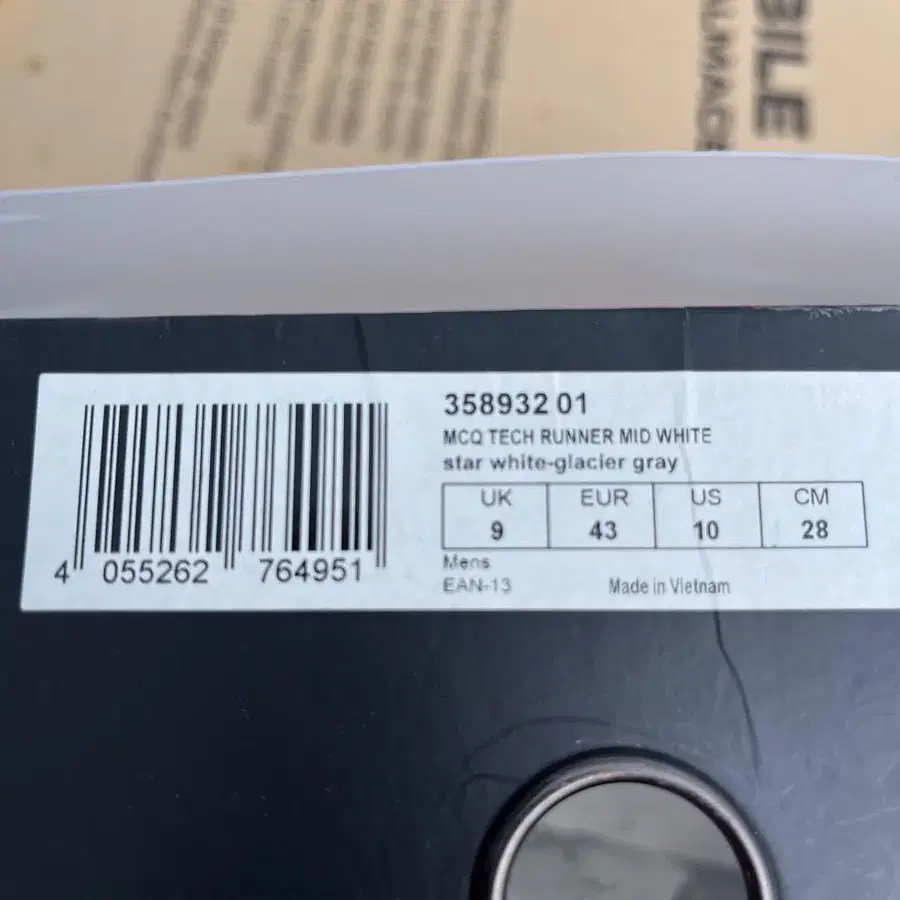 BILE
358932 01
MCQ TECH RUNNER MID WHITE
star white-glacier gray
UK EUR US CM
9 43 10 28
Mens
EAN-13 Made in Vietnam
4 055262 764951